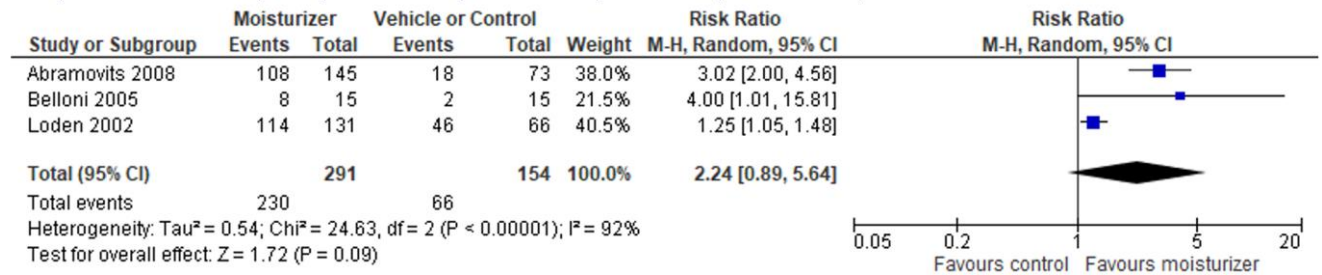 Moisturizer Vehicle or Control Risk Ratio Risk Ratio
Study or Subgroup Events Total Events Total Weight M-H, Random, 95% CI M-H, Random, 95% CI
Abramovits 2008 108 145 18 73 38.0% 3.02 [2.00, 4.56]
Belloni 2005 8 15 2 15 21.5% 4.00 [1.01, 15.81]
Loden 2002 114 131 46 66 40.5% 1.25 [1.05, 1.48]
Total (95% CI) 291 154 100.0% 2.24 [0.89, 5.64]
Total events 230 66
Heterogeneity: Tau² = 0.54; Chi² = 24.63, df = 2 (P < 0.00001); I² = 92%
Test for overall effect: Z = 1.72 (P = 0.09)
0.05 0.2 1 5 20
Favours control Favours moisturizer